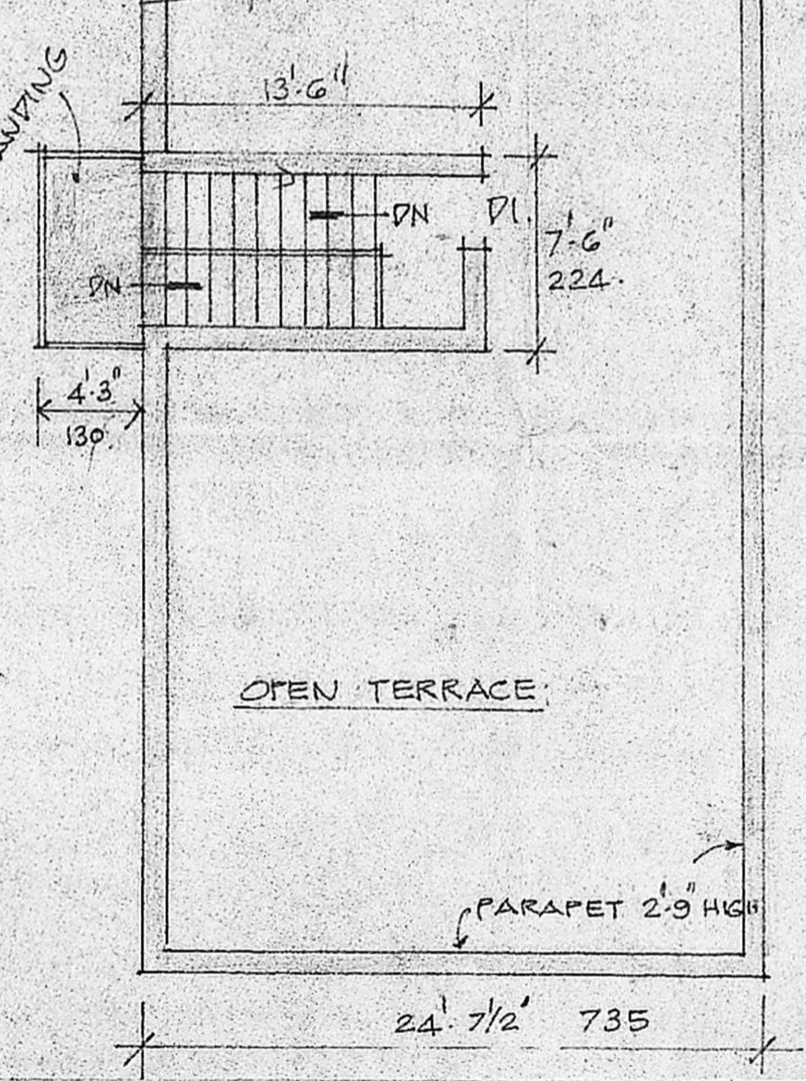 13'-6"
DN
D1.
7'-6"
224.
DN
4'-3"
130
OPEN TERRACE
PARAPET 2'-9" HIGH
24'. 7½" 735